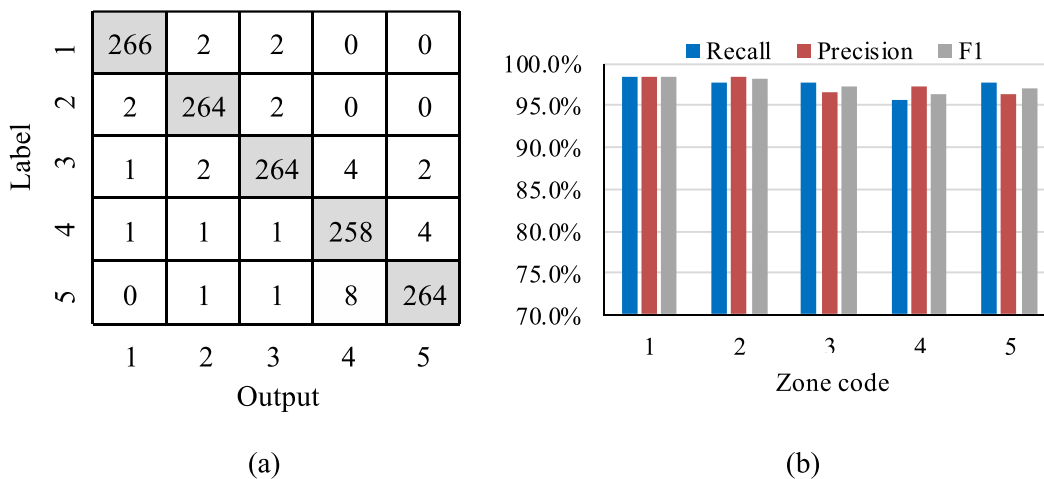 Label
1 266 2 2 0 0
2 2 264 2 0 0
3 1 2 264 4 2
4 1 1 1 258 4
5 0 1 1 8 264
1 2 3 4 5
Output
(a)
Recall Precision F1
100.0%
95.0%
90.0%
85.0%
80.0%
75.0%
70.0%
1 2 3 4 5
Zone code
(b)